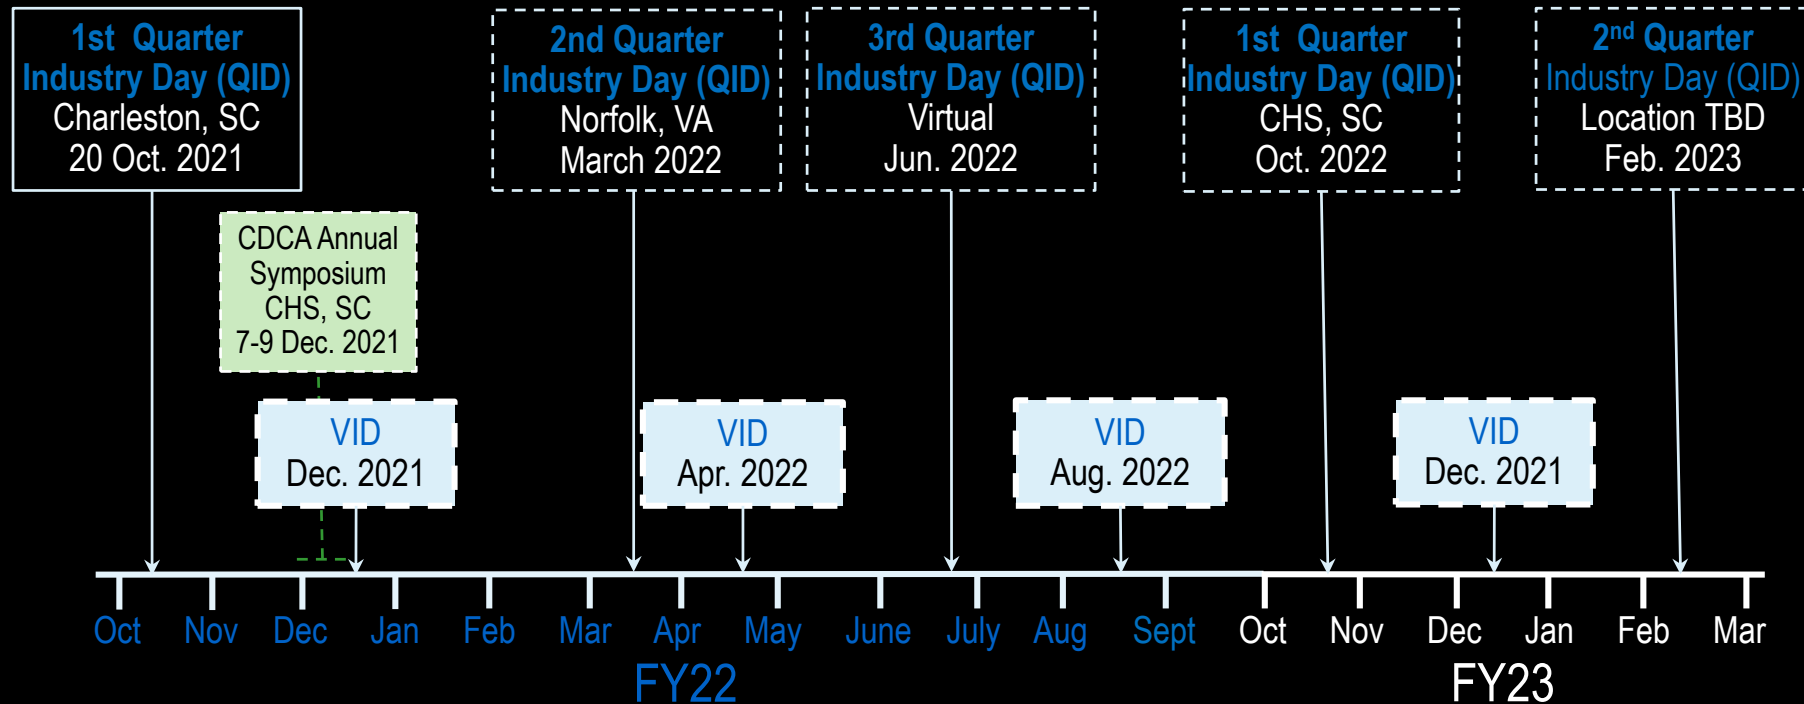 1st Quarter
Industry Day (QID)
Charleston, SC
20 Oct. 2021
2nd Quarter
Industry Day (QID)
Norfolk, VA
March 2022
3rd Quarter
Industry Day (QID)
Virtual
Jun. 2022
1st Quarter
Industry Day (QID)
CHS, SC
Oct. 2022
2nd Quarter
Industry Day (QID)
Location TBD
Feb. 2023
CDCA Annual
Symposium
CHS, SC
7-9 Dec. 2021
VID
Dec. 2021
VID
Apr. 2022
VID
Aug. 2022
VID
Dec. 2021
Oct Nov Dec Jan Feb Mar Apr May June July Aug Sept Oct Nov Dec Jan Feb Mar
FY22 FY23